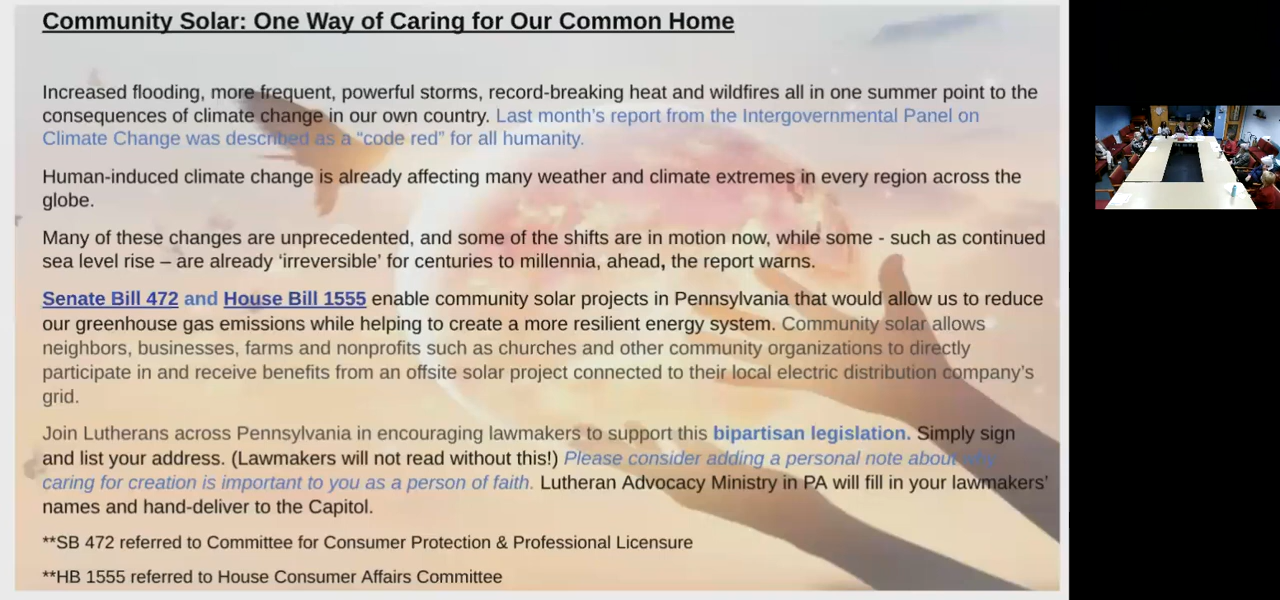 Community Solar: One Way of Caring for Our Common Home
Increased flooding, more frequent, powerful storms, record-breaking heat and wildfires all in one summer point to the
consequences of climate change in our own country. Last month's report from the Intergovernmental Panel on
Climate Change was described as a “code red” for all humanity.
Human-induced climate change is already affecting many weather and climate extremes in every region across the
globe.
Many of these changes are unprecedented, and some of the shifts are in motion now, while some - such as continued
sea level rise – are already ‘irreversible’ for centuries to millennia, ahead, the report warns.
Senate Bill 472 and House Bill 1555 enable community solar projects in Pennsylvania that would allow us to reduce
our greenhouse gas emissions while helping to create a more resilient energy system. Community solar allows
neighbors, businesses, farms and nonprofits such as churches and other community organizations to directly
participate in and receive benefits from an offsite solar project connected to their local electric distribution company’s
grid.
Join Lutherans across Pennsylvania in encouraging lawmakers to support this bipartisan legislation. Simply sign
and list your address. (Lawmakers will not read without this!) Please consider adding a personal note about why
caring for creation is important to you as a person of faith. Lutheran Advocacy Ministry in PA will fill in your lawmakers’
names and hand-deliver to the Capitol.
**SB 472 referred to Committee for Consumer Protection & Professional Licensure
**HB 1555 referred to House Consumer Affairs Committee